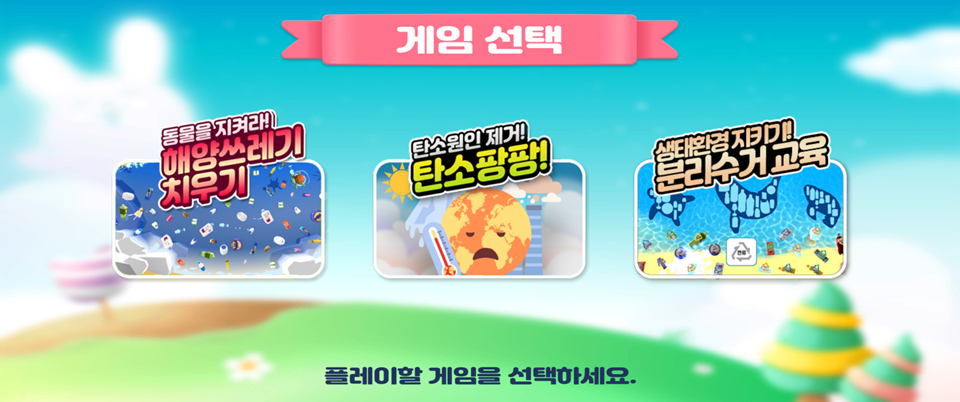 게임 선택
동물을 지켜라!
해양쓰레기
치우기
탄소원인 제거!
탄소팡팡!
생태환경 지키기!
분리수거 교육
플레이할 게임을 선택하세요.